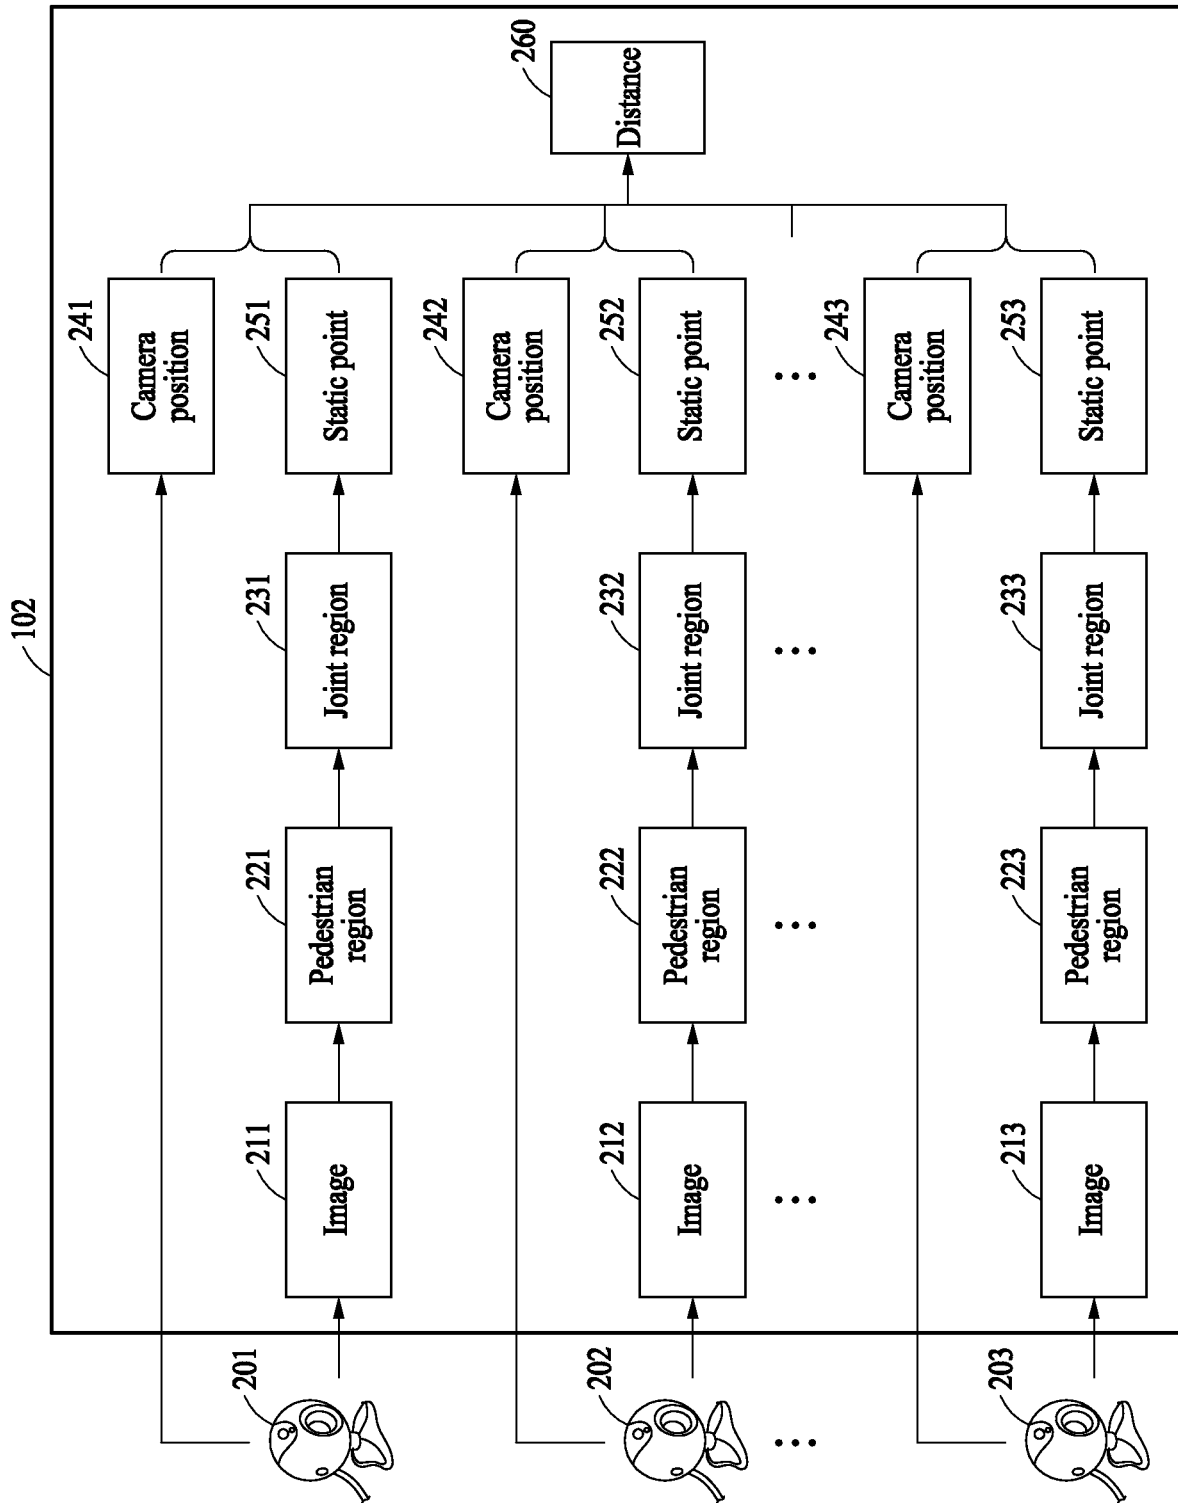 102
201
211
Image
221
Pedestrian
region
231
Joint region
241
Camera
position
251
Static point
202
212
Image
222
Pedestrian
region
232
Joint region
242
Camera
position
252
Static point
260
Distance
203
213
Image
223
Pedestrian
region
233
Joint region
243
Camera
position
253
Static point